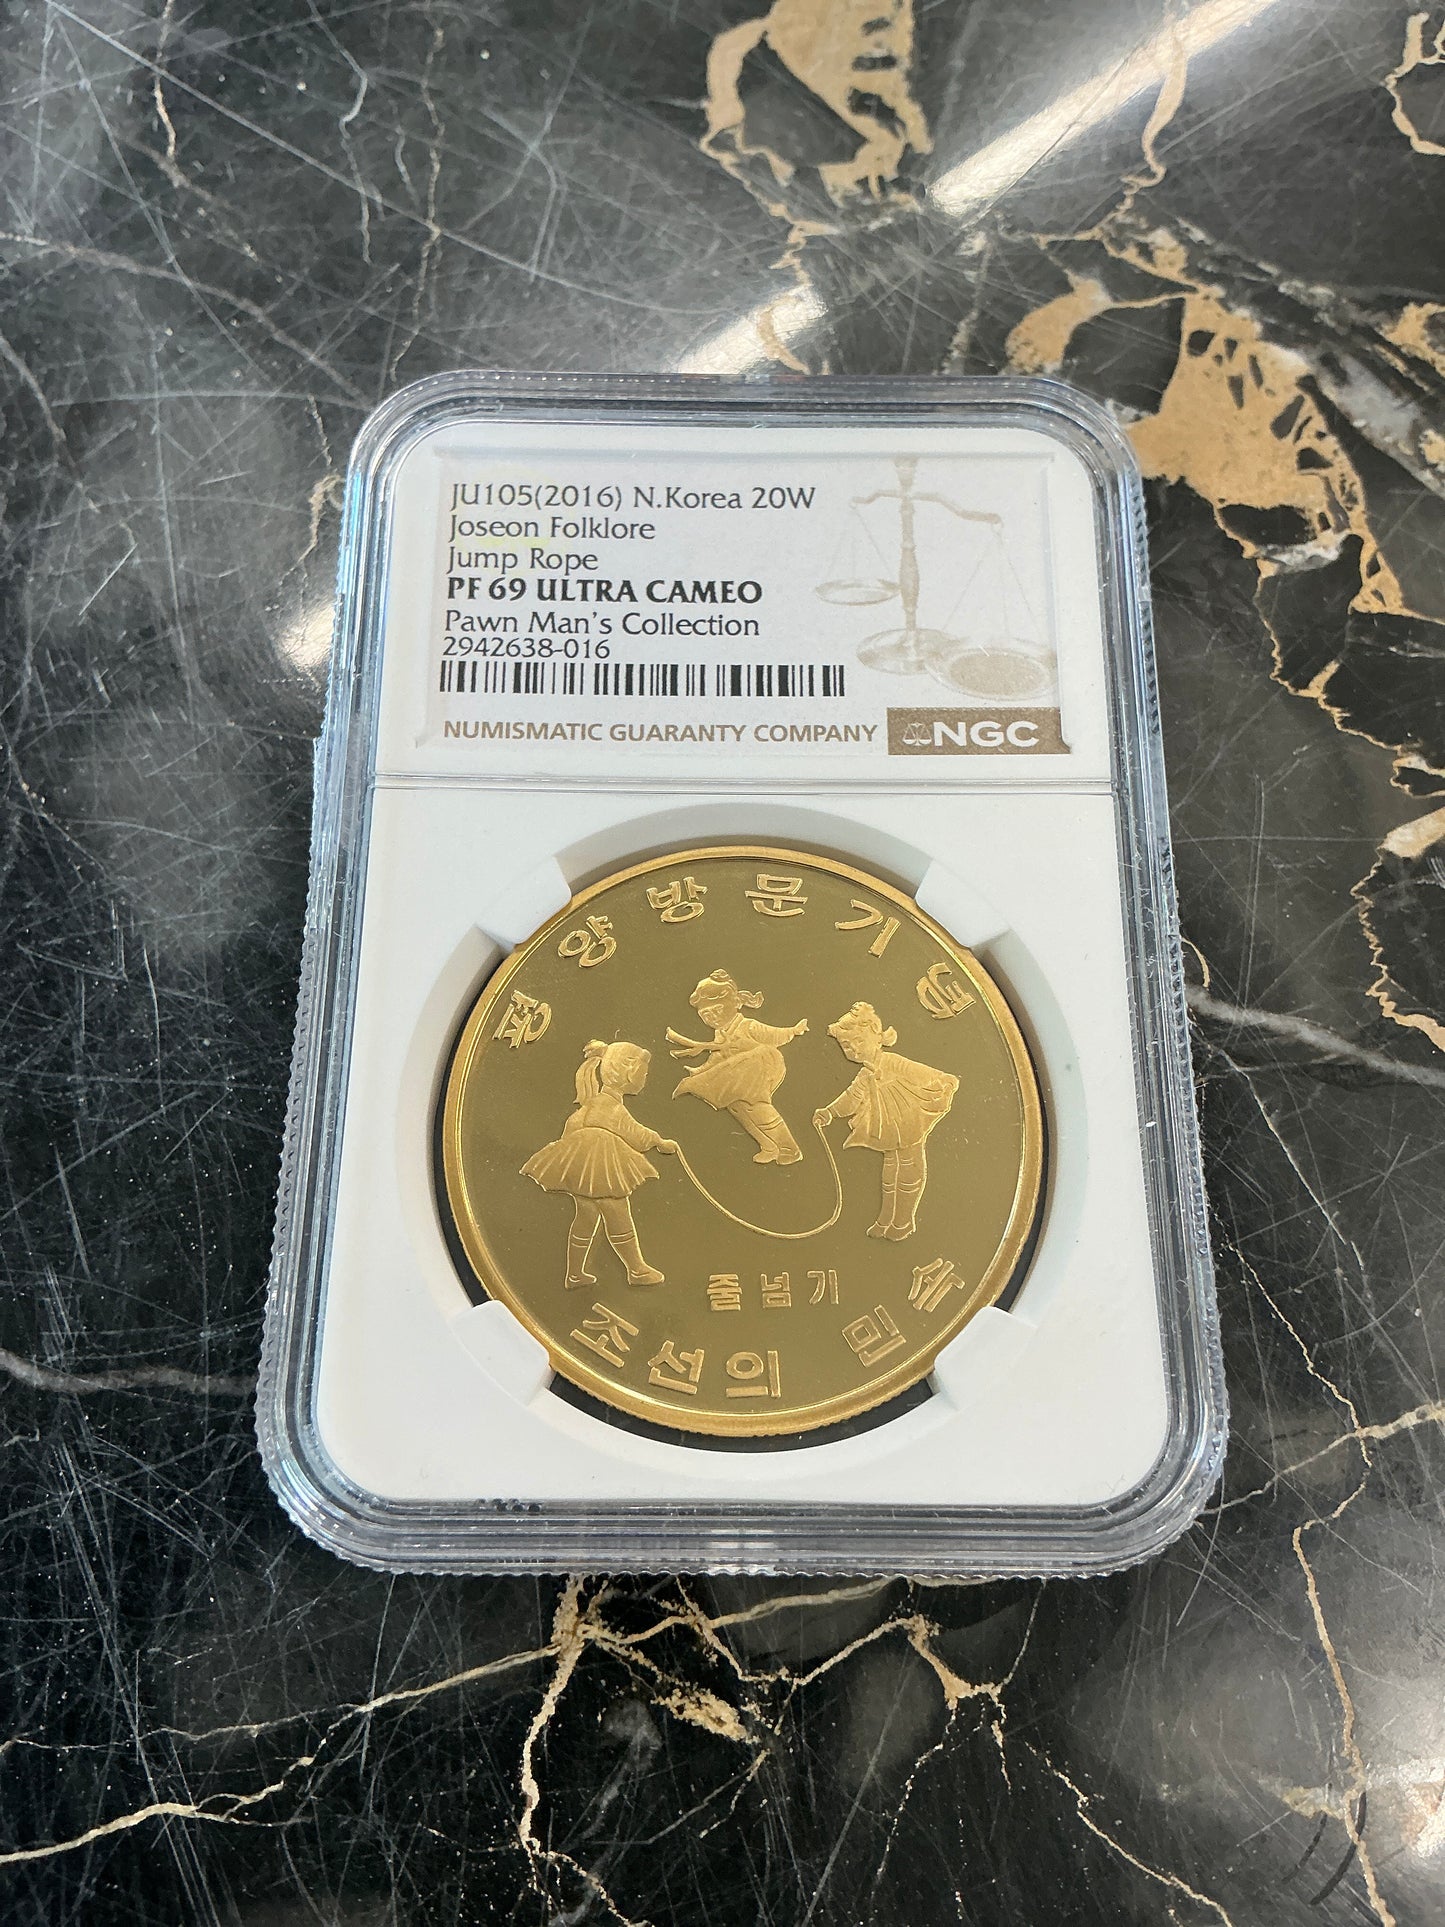 JU105(2016) N.Korea 20W
Joseon Folklore
Jump Rope
PF 69 ULTRA CAMEO
Pawn Man's Collection
2942638-016
NUMISMATIC GUARANTY COMPANY NGC
평양방문기념
줄넘기
조선의 민속